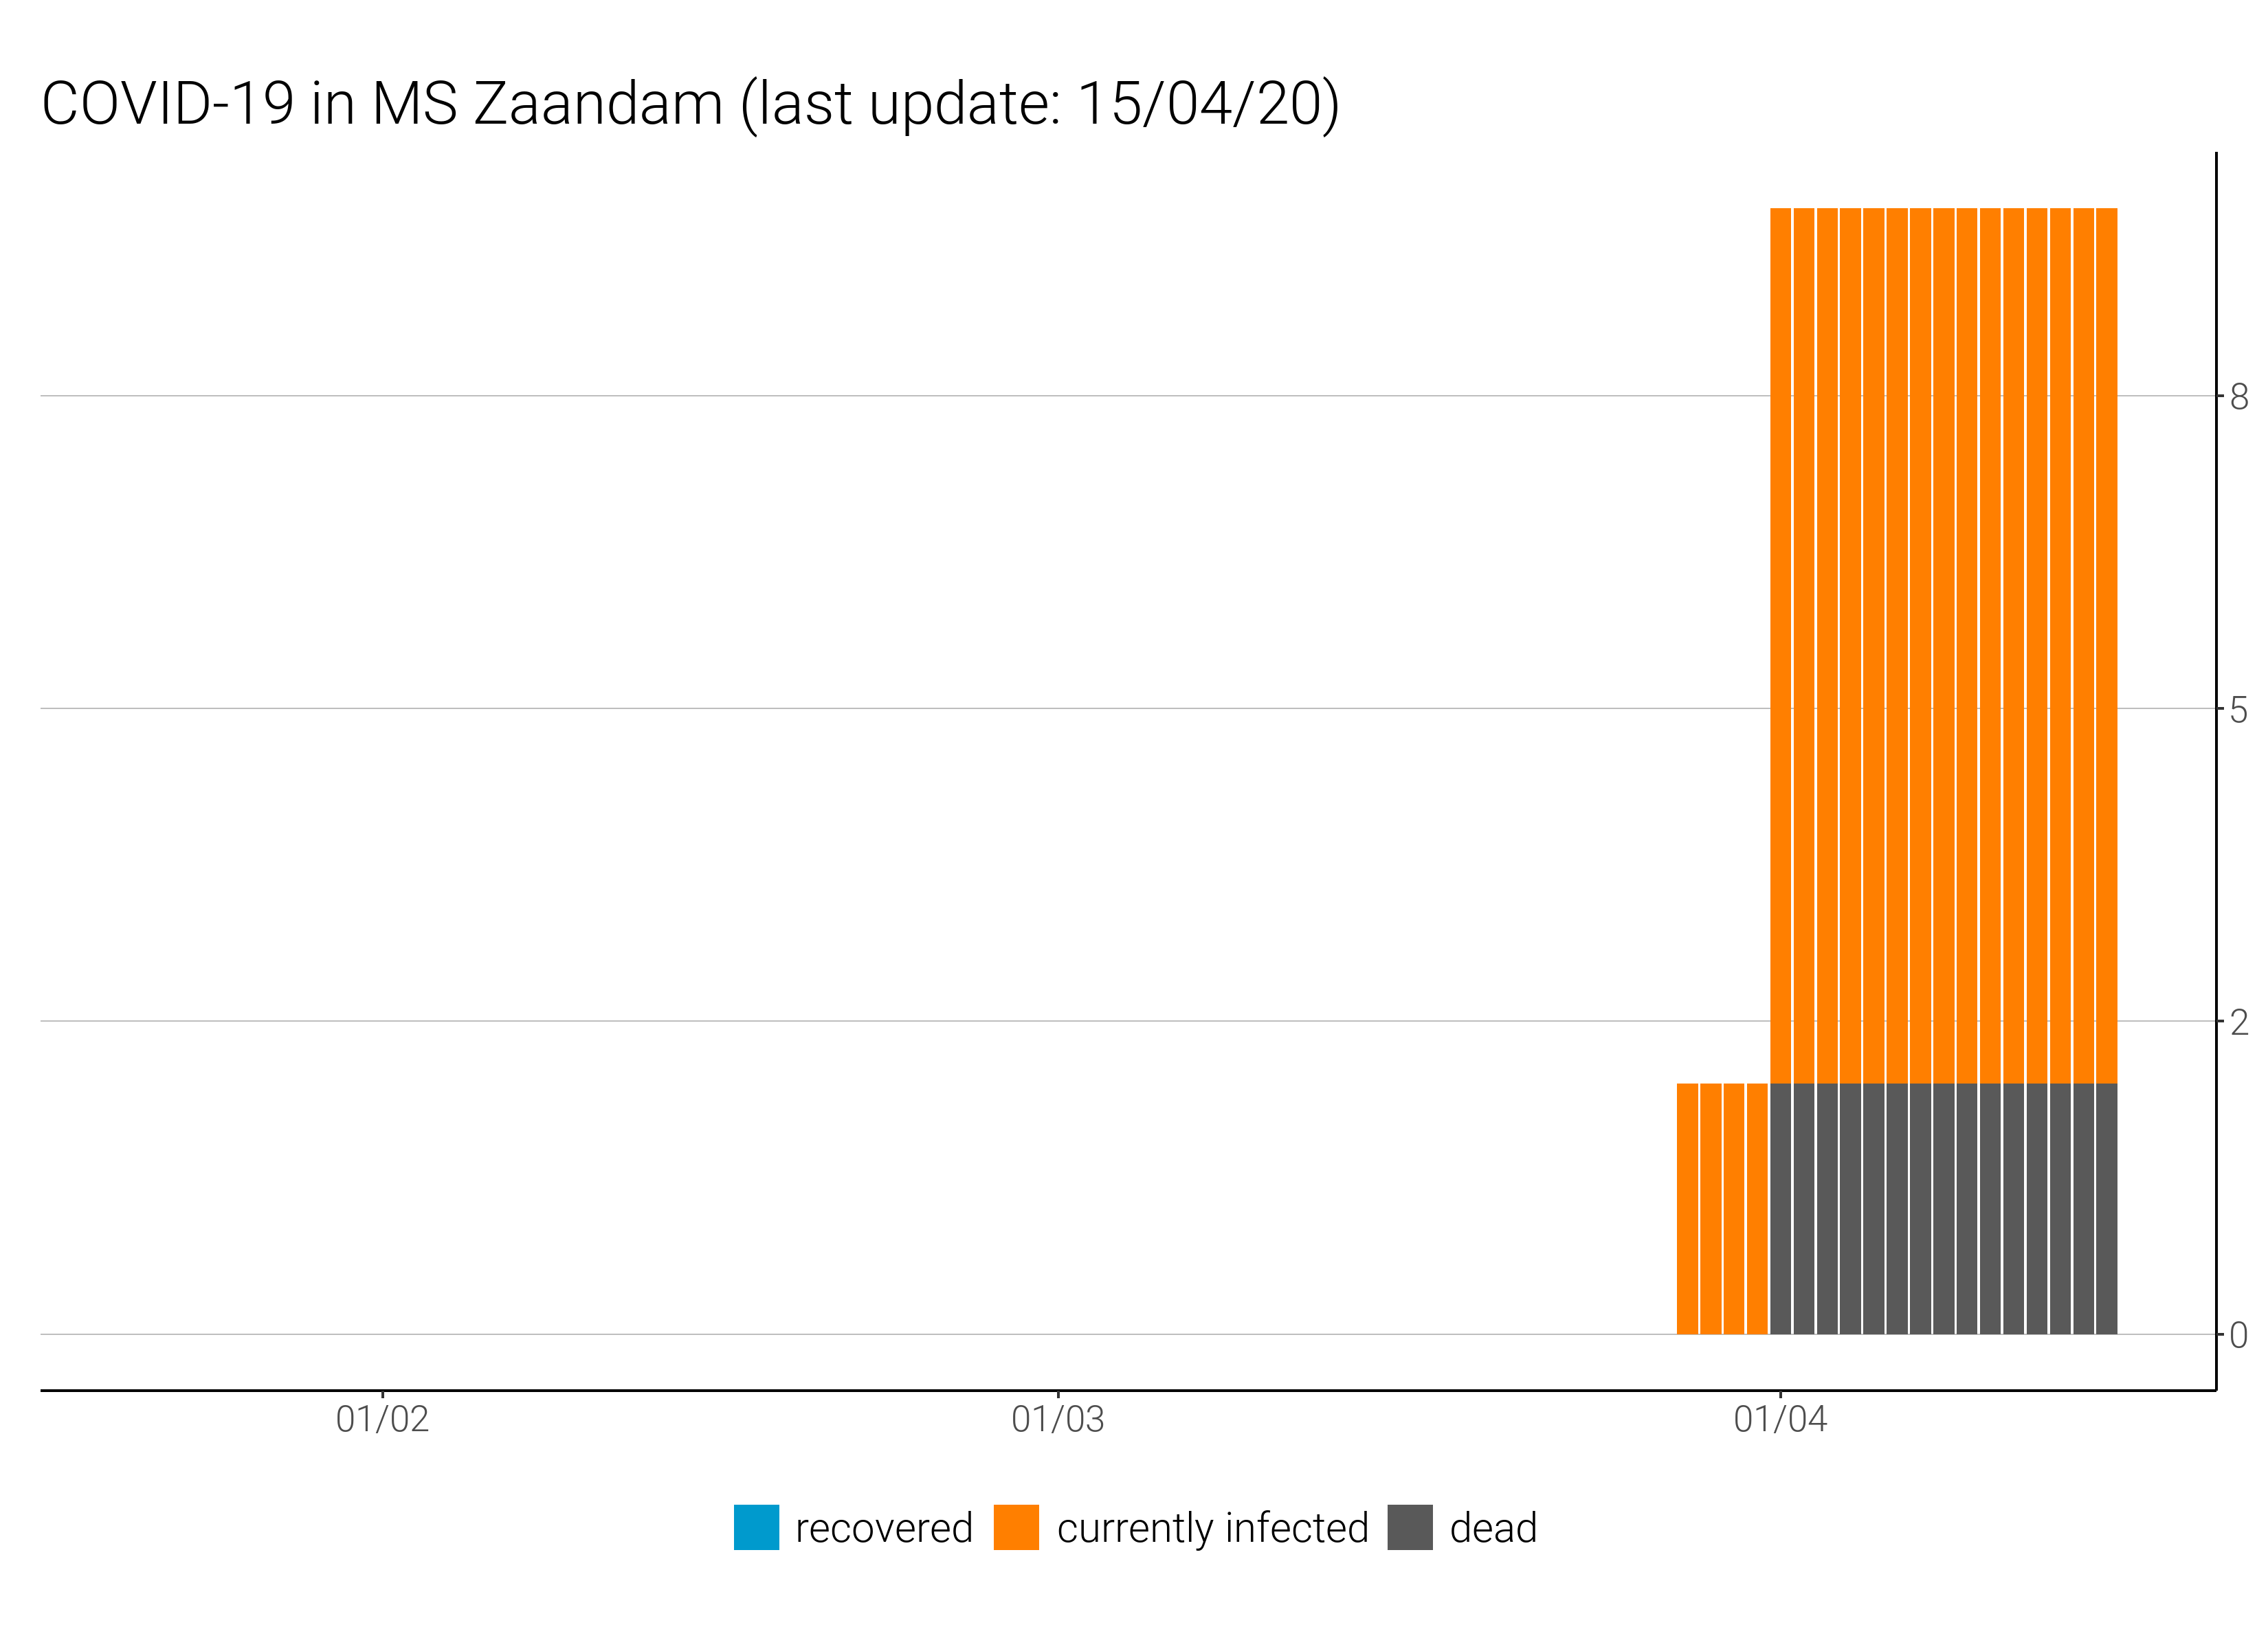 COVID-19 in MS Zaandam (last update: 15/04/20)
8
5
2
0
01/02 01/03 01/04
recovered currently infected dead